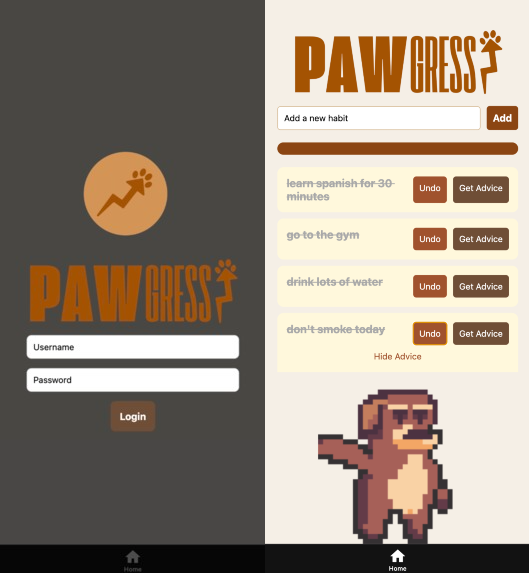 PAWGRESS
Username
Password
Login
Home
PAWGRESS
Add a new habit
Add
learn spanish for 30
minutes
Undo
Get Advice
go to the gym
Undo
Get Advice
drink lots of water
Undo
Get Advice
don't smoke today
Undo
Get Advice
Hide Advice
Home